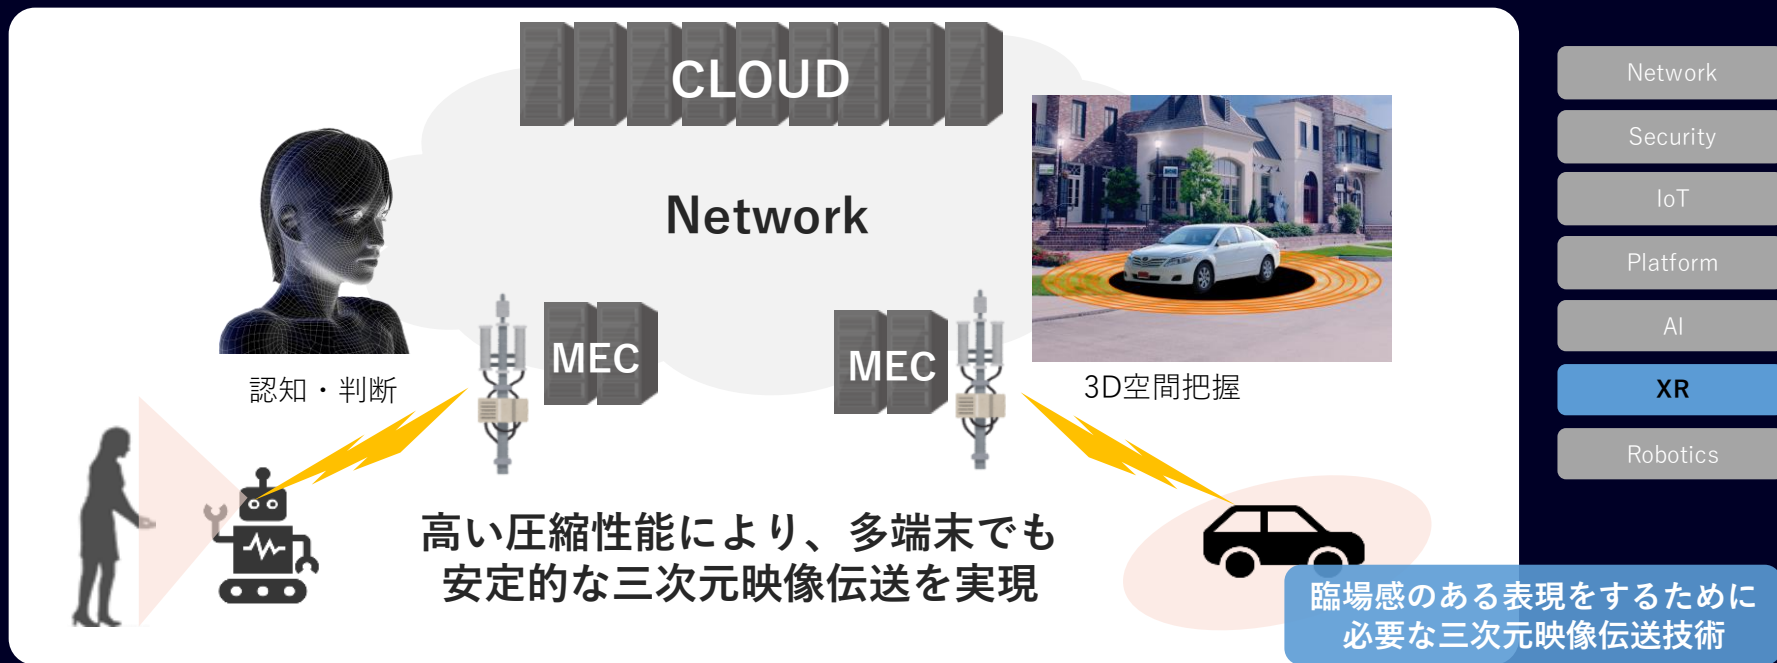 CLOUD
Network
MEC
MEC
認知・判断
3D空間把握
高い圧縮性能により、多端末でも
安定的な三次元映像伝送を実現
臨場感のある表現をするために
必要な三次元映像伝送技術
Network
Security
IoT
Platform
AI
XR
Robotics